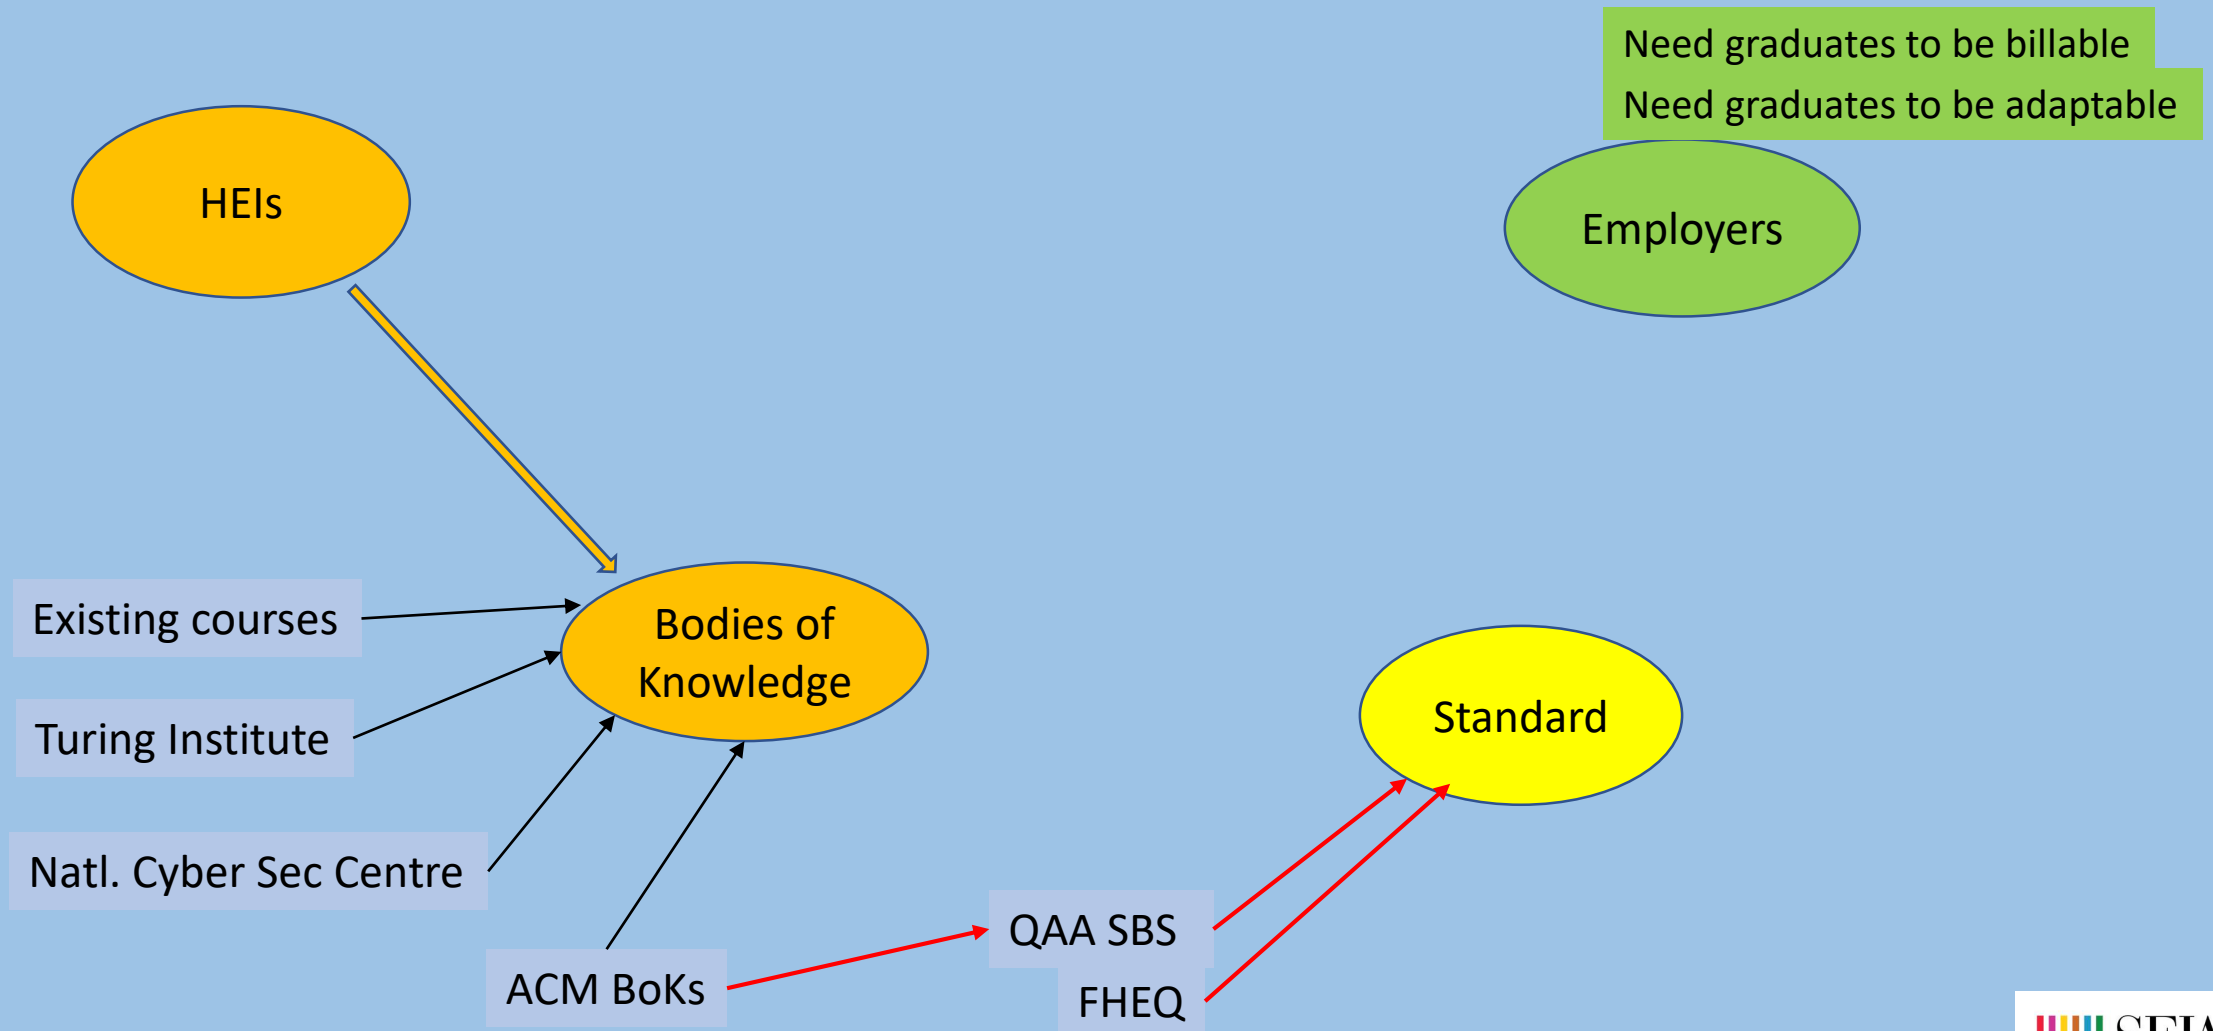 Need graduates to be billable
Need graduates to be adaptable
HEIs
Employers
Existing courses
Bodies of
Knowledge
Turing Institute
Standard
Natl. Cyber Sec Centre
QAA SBS
ACM BoKs
FHEQ